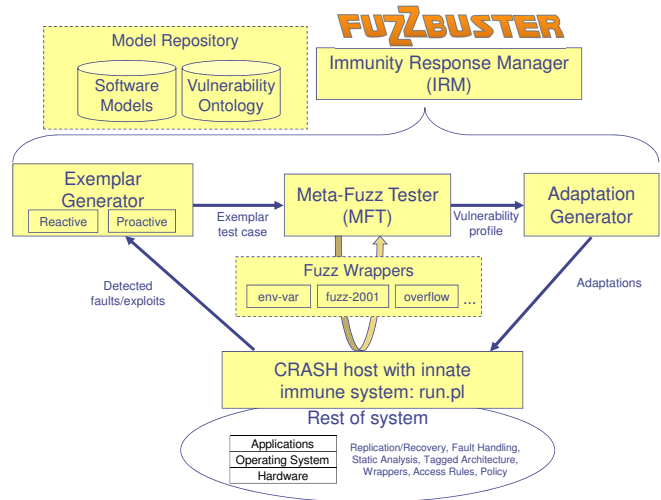 FUZZBUSTER
Model Repository
Software
Models
Vulnerability
Ontology
Immunity Response Manager
(IRM)
Exemplar
Generator
Reactive
Proactive
Exemplar
test case
Meta-Fuzz Tester
(MFT)
Vulnerability
profile
Adaptation
Generator
Detected
faults/exploits
Fuzz Wrappers
env-var
fuzz-2001
overflow
...
Adaptations
CRASH host with innate
immune system: run.pl
Rest of system
Applications
Operating System
Hardware
Replication/Recovery, Fault Handling,
Static Analysis, Tagged Architecture,
Wrappers, Access Rules, Policy